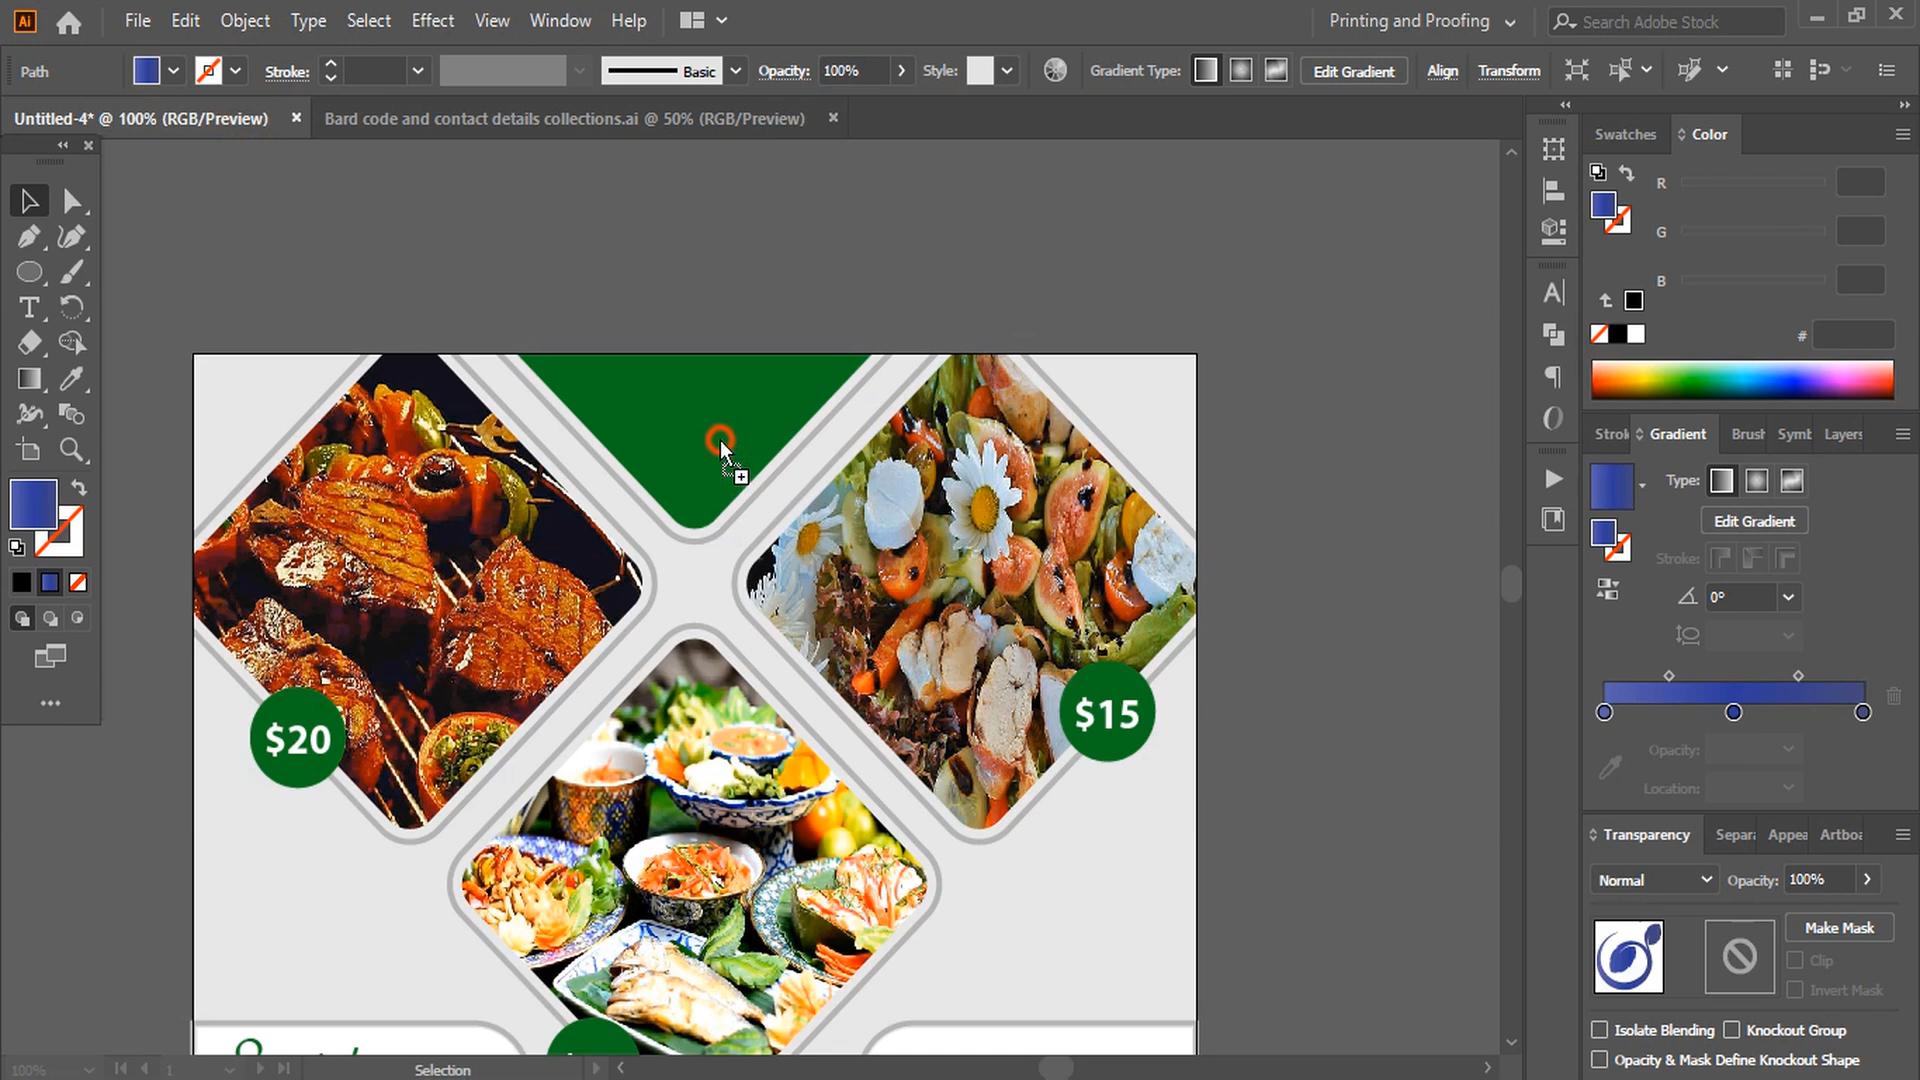 Ai File Edit Object Type Select Effect View Window Help Printing and Proofing Search Adobe Stock
Path Stroke: Basic Opacity: 100% Style: Gradient Type: Edit Gradient Align Transform
Untitled-4* @ 100% (RGB/Preview) Bard code and contact details collections.ai @ 50% (RGB/Preview)
Swatches Color
R
G
B
#
Strok Gradient Brush Symb Layers
Type:
Edit Gradient
Stroke:
0°
Opacity:
Location:
$20
$15
Transparency Separa Appea Artboa
Normal Opacity: 100%
Make Mask
Clip
Invert Mask
Isolate Blending Knockout Group
Opacity & Mask Define Knockout Shape
100% 1 Selection